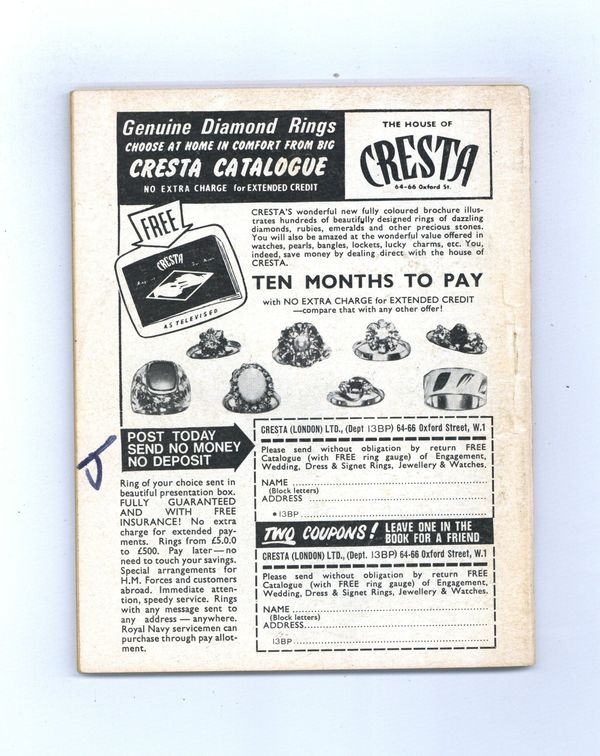 Genuine Diamond Rings
CHOOSE AT HOME IN COMFORT FROM BIG
CRESTA CATALOGUE
NO EXTRA CHARGE for EXTENDED CREDIT
THE HOUSE OF
CRESTA
64-66 Oxford St.
FREE
CRESTA
AS TELEVISED
CRESTA'S wonderful new fully coloured brochure illus-
trates hundreds of beautifully designed rings of dazzling
diamonds, rubies, emeralds and other precious stones.
You will also be amazed at the wonderful value offered in
watches, pearls, bangles, lockets, lucky charms, etc. You,
indeed, save money by dealing direct with the house of
CRESTA.
TEN MONTHS TO PAY
with NO EXTRA CHARGE for EXTENDED CREDIT
—compare that with any other offer!
POST TODAY
SEND NO MONEY
NO DEPOSIT
Ring of your choice sent in
beautiful presentation box.
FULLY GUARANTEED
AND WITH FREE
INSURANCE! No extra
charge for extended pay-
ments. Rings from £5.0.0
to £500. Pay later—no
need to touch your savings.
Special arrangements for
H.M. Forces and customers
abroad. Immediate atten-
tion, speedy service. Rings
with any message sent to
any address — anywhere.
Royal Navy servicemen can
purchase through pay allot-
ment.
CRESTA (LONDON) LTD., (Dept 13BP) 64-66 Oxford Street, W.1
Please send without obligation by return FREE
Catalogue (with FREE ring gauge) of Engagement,
Wedding, Dress & Signet Rings, Jewellery & Watches.
NAME
(Block letters)
ADDRESS
• 13BP
TWO COUPONS! LEAVE ONE IN THE
BOOK FOR A FRIEND
CRESTA (LONDON) LTD., (Dept. 13BP) 64-66 Oxford Street, W.1
Please send without obligation by return FREE
Catalogue (with FREE ring gauge) of Engagement,
Wedding, Dress & Signet Rings, Jewellery & Watches.
NAME
(Block letters)
ADDRESS
13BP